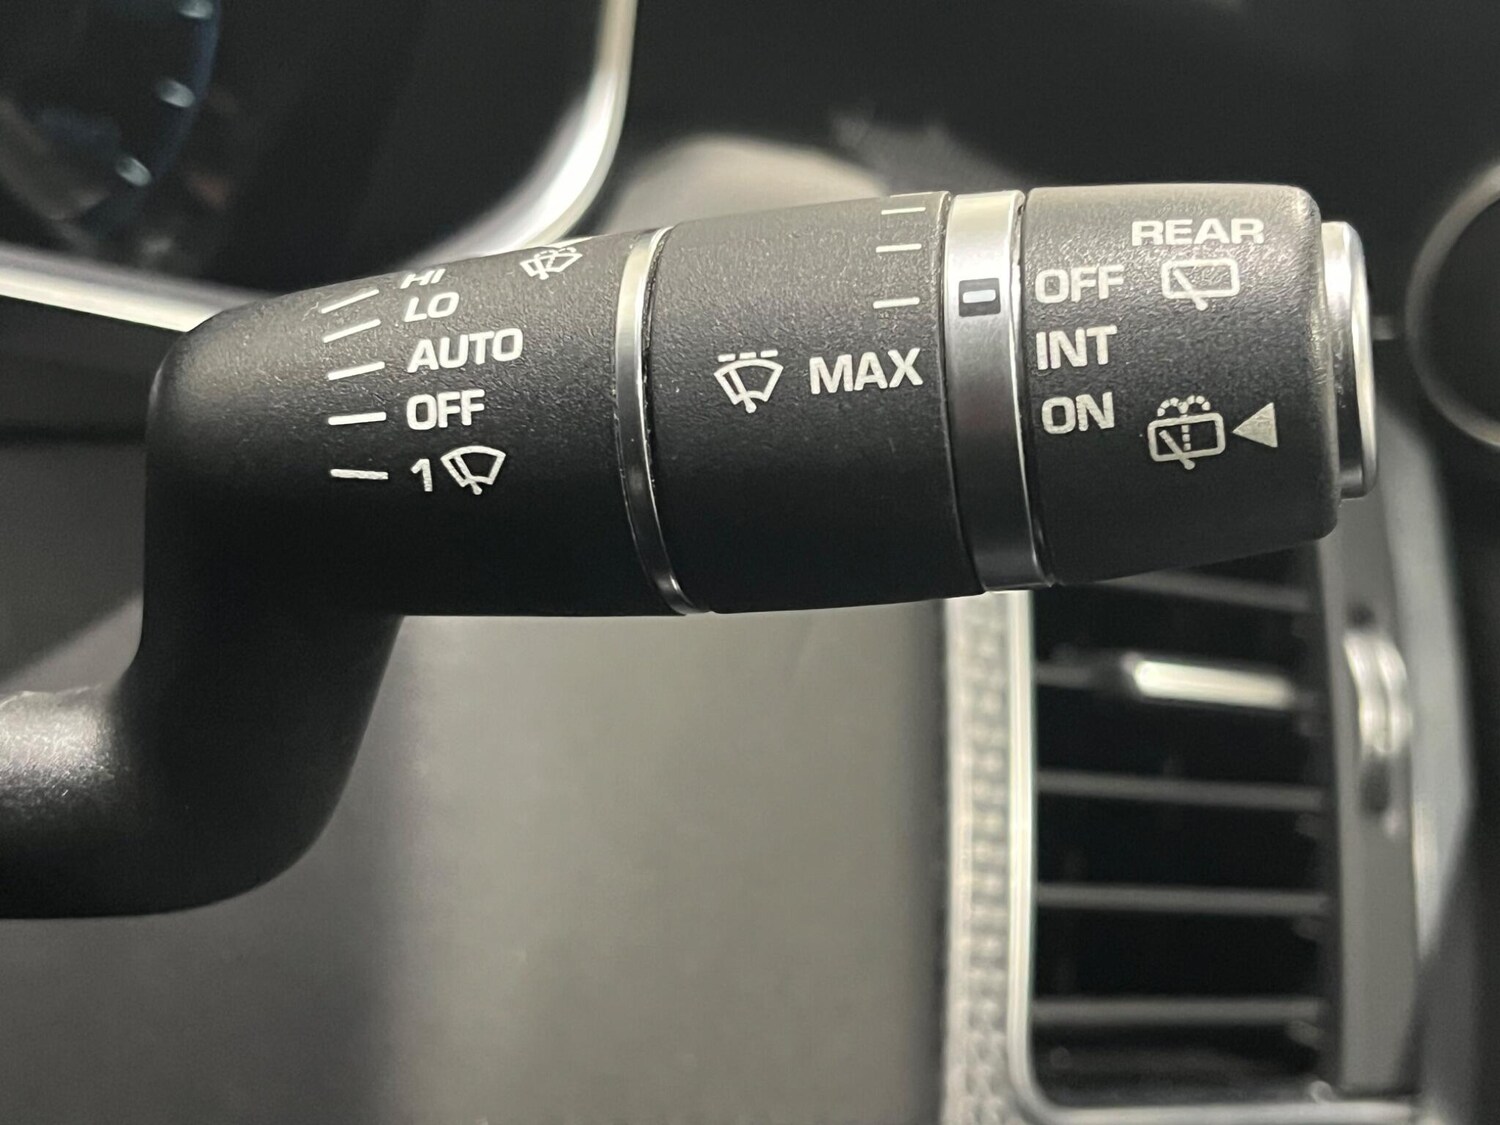 HI
LO
AUTO
OFF
1
MAX
REAR
OFF
INT
ON